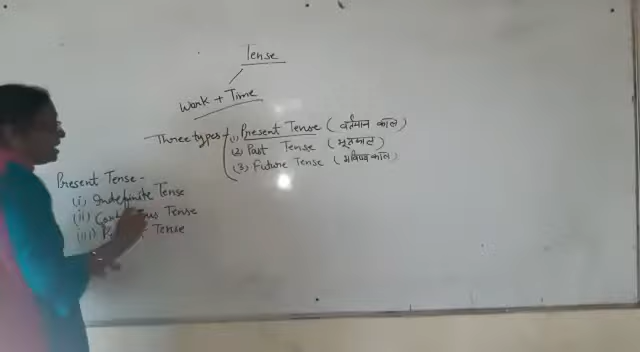 Tense
Work + Time
Three types
(1) Present Tense (वर्तमान काल)
(2) Past Tense (भूतकाल)
(3) Future Tense (भविष्यकाल)
Present Tense -
(i) Indefinite Tense
(ii) Tense
(iii) Tense